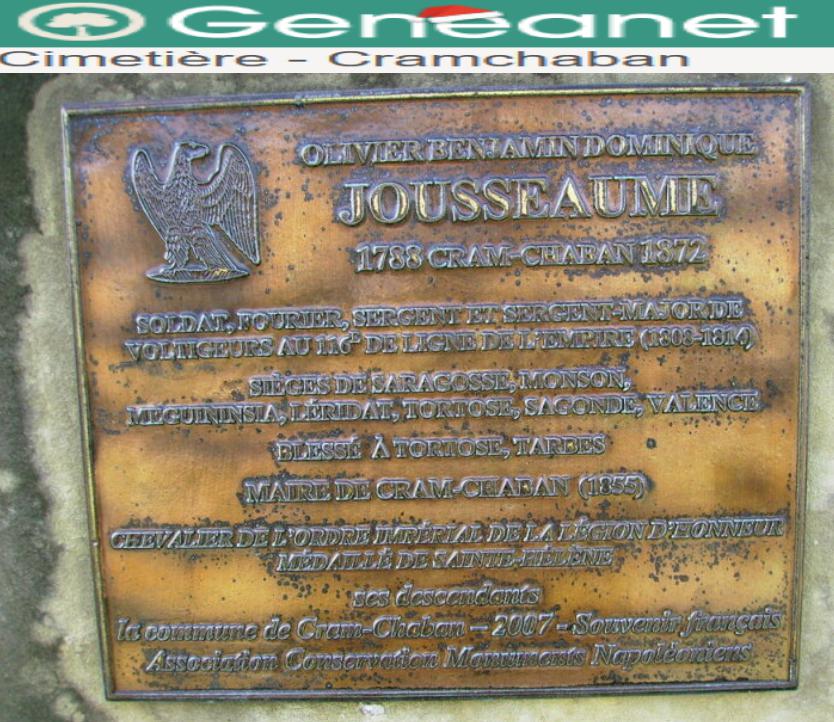 Geneanet
Cimetière - Cramchaban
OLIVIER BENJAMIN DOMINIQUE
JOUSSEAUME
1788 CRAM-CHABAN 1872
SOLDAT, FOURIER, SERGENT ET SERGENT-MAJOR DE
VOLTIGEURS AU 116E DE LIGNE DE L'EMPIRE (1808-1814)
SIÈGES DE SARAGOSSE, MONSON,
MEGUININSIA, LÉRIDAT, TORTOSE, SAGONDE, VALENCE
BLESSÉ À TORTOSE, TARBES
MAIRE DE CRAM-CHABAN (1855)
CHEVALIER DE L'ORDRE IMPÉRIAL DE LA LÉGION D'HONNEUR
MÉDAILLÉ DE SAINTE-HÉLÈNE
ses descendants
la commune de Cram-Chaban – 2007 - Souvenir français
Association Conservation Monuments Napoléoniens